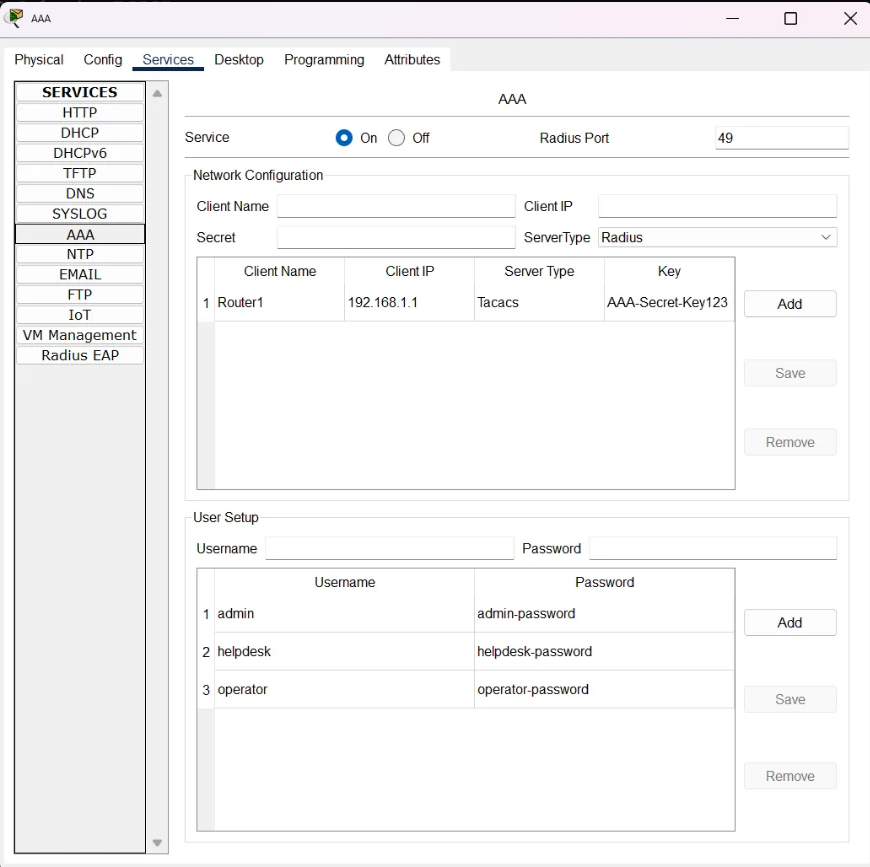 AAA
Physical Config Services Desktop Programming Attributes
SERVICES
HTTP
DHCP
DHCPv6
TFTP
DNS
SYSLOG
AAA
NTP
EMAIL
FTP
IoT
VM Management
Radius EAP
AAA
Service On Off Radius Port 49
Network Configuration
Client Name Client IP
Secret ServerType Radius
Client Name Client IP Server Type Key
1 Router1 192.168.1.1 Tacacs AAA-Secret-Key123
Add
Save
Remove
User Setup
Username Password
Username Password
1 admin admin-password
2 helpdesk helpdesk-password
3 operator operator-password
Add
Save
Remove